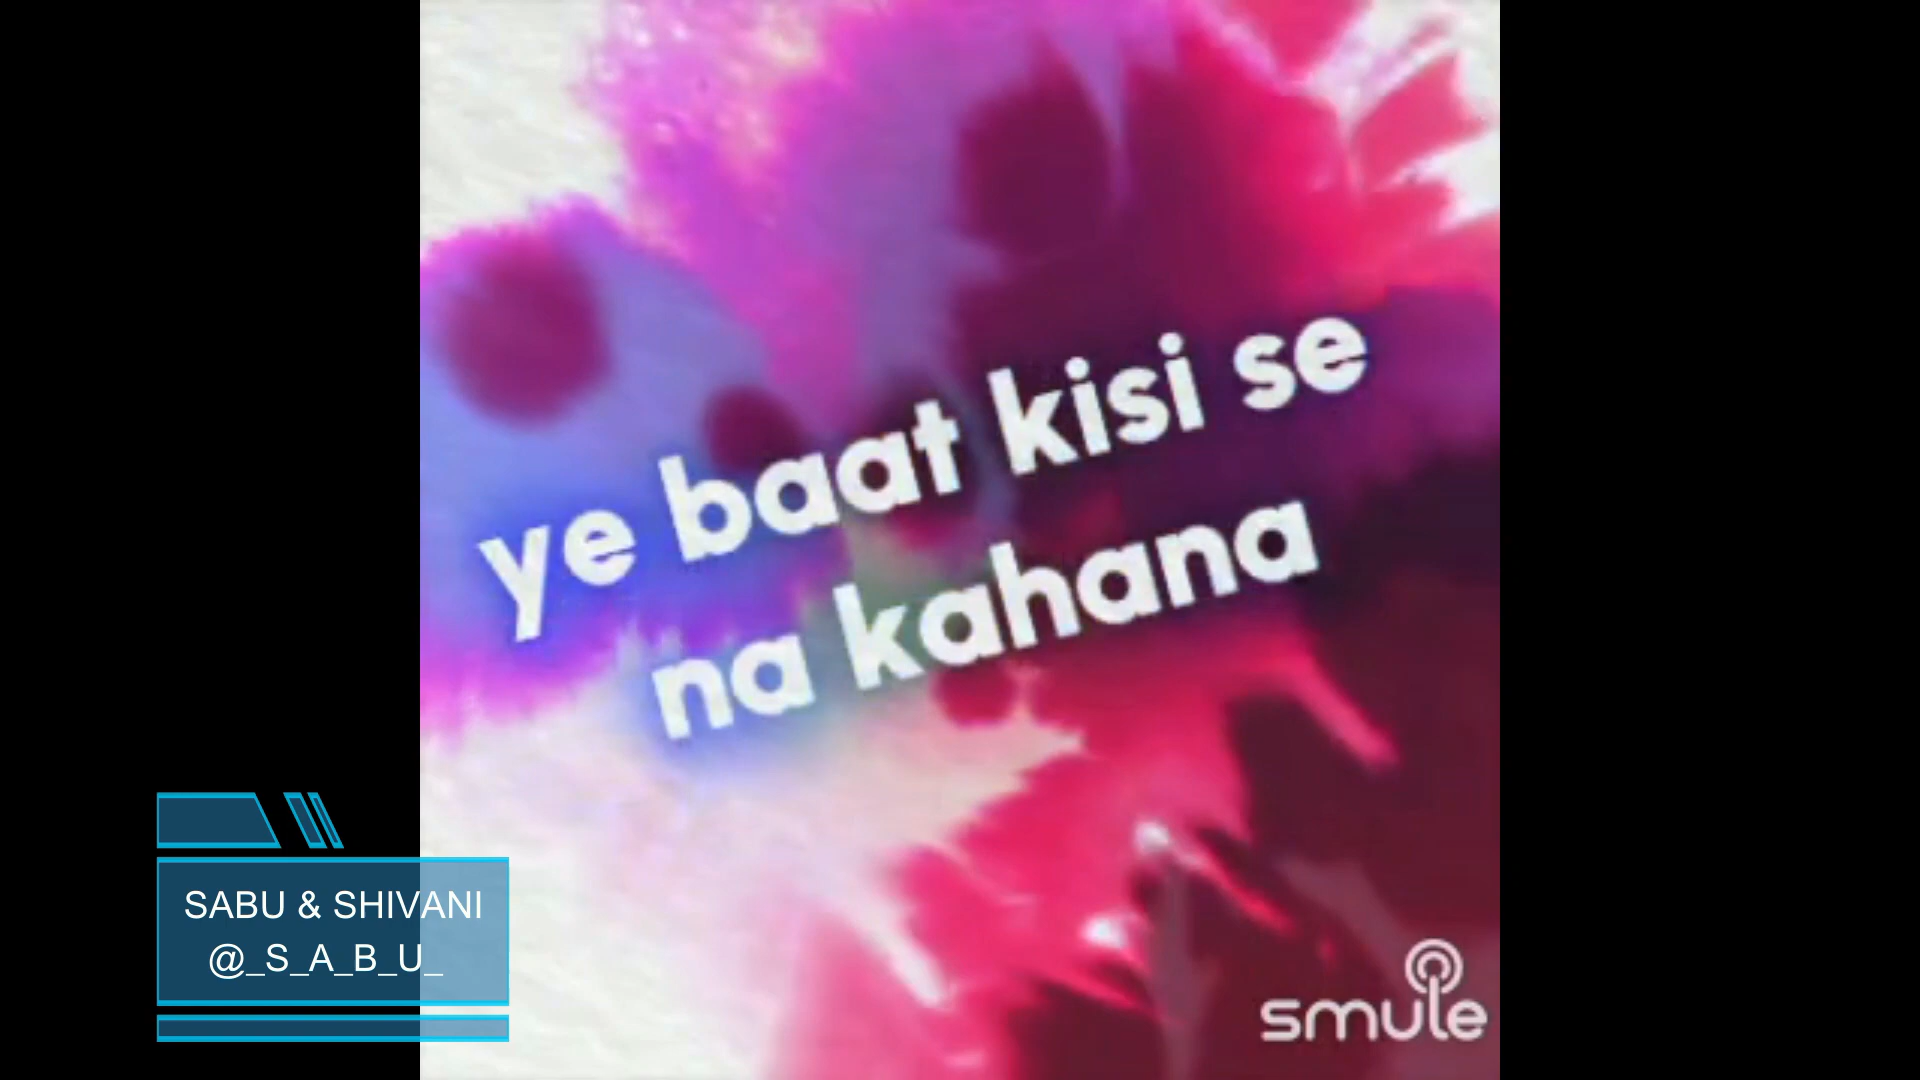 ye baat kisi se
na kahana
SABU & SHIVANI
@_S_A_B_U_
smule